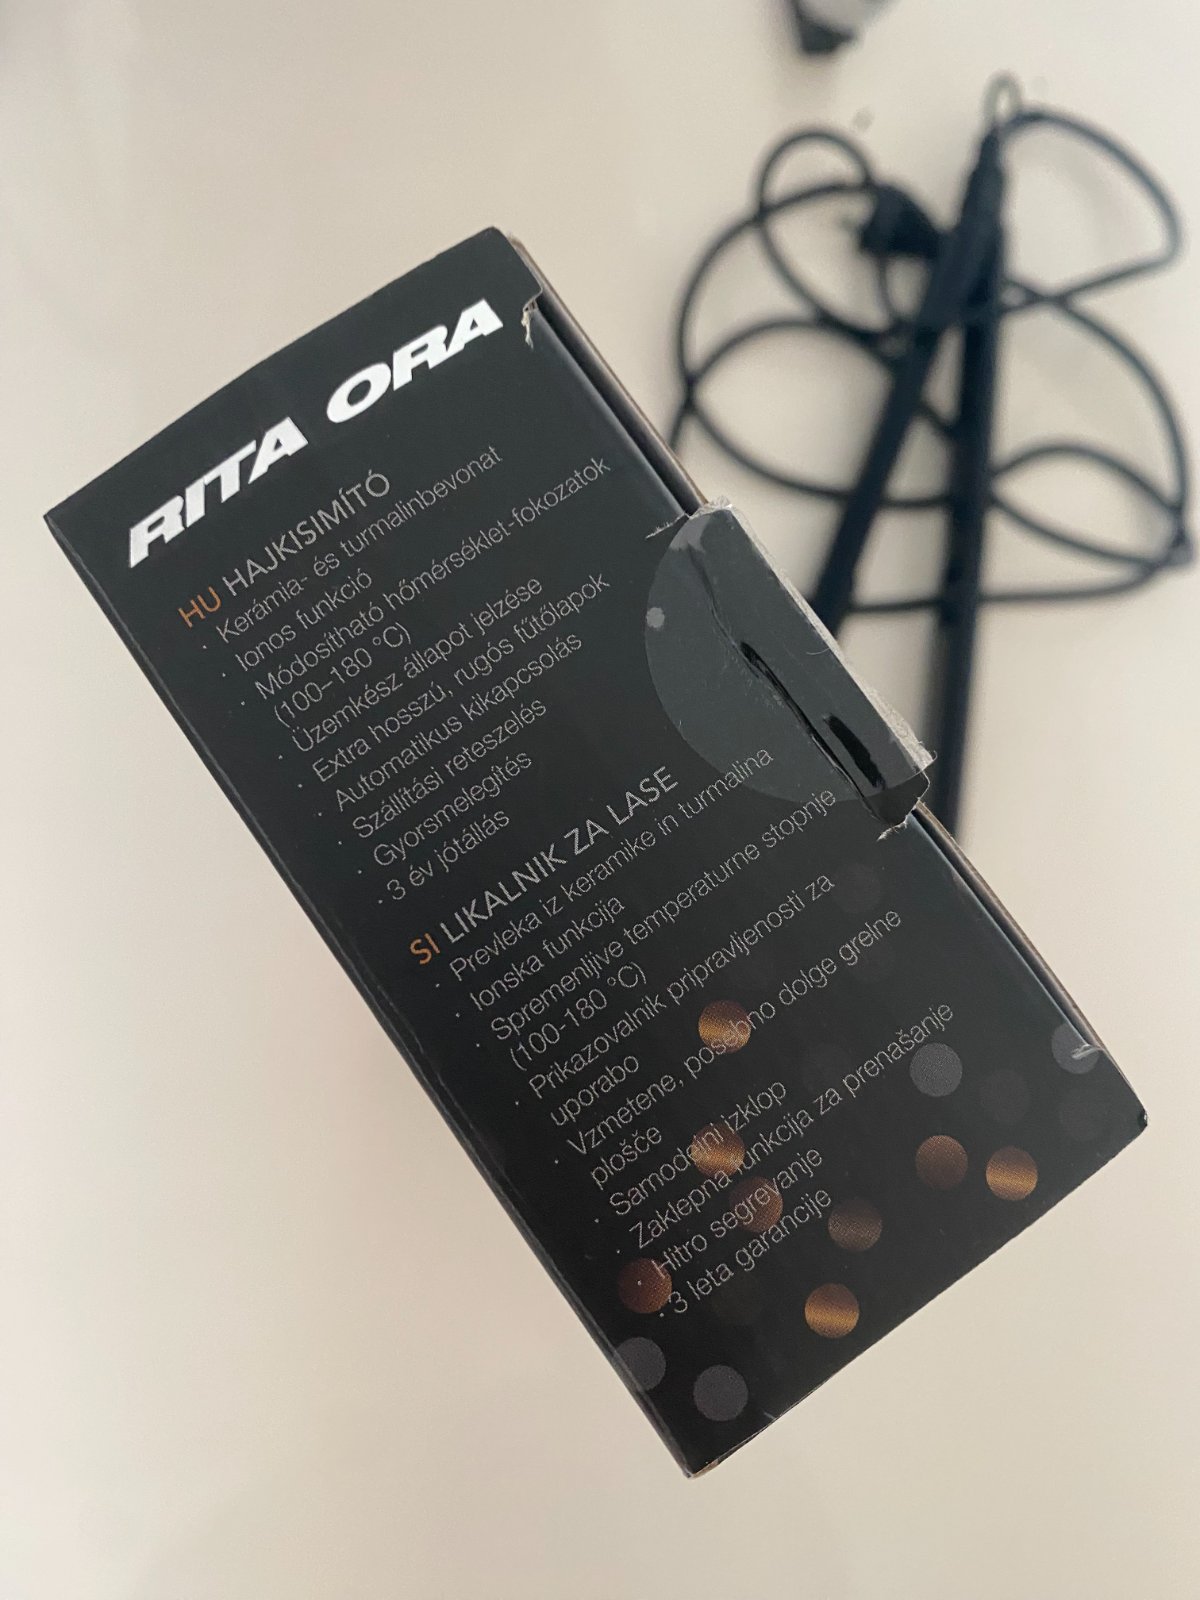 RITA ORA
HU HAJKISIMÍTÓ
· Kerámia- és turmalinbevonat
· Ionos funkció
· Módosítható hőmérséklet-fokozatok
(100–180 °C)
· Üzemkész állapot jelzése
· Extra hosszú, rugós fűtőlapok
· Automatikus kikapcsolás
· Szállítási reteszelés
· Gyorsmelegítés
· 3 év jótállás
SI LIKALNIK ZA LASE
· Prevleka iz keramike in turmalina
· Ionska funkcija
· Spremenljive temperaturne stopnje
(100-180 °C)
· Prikazovalnik pripravljenosti za
uporabo
· Vzmetene, posebno dolge grelne
plošče
· Samodejni izklop
· Zaklepna funkcija za prenašanje
· Hitro segrevanje
· 3 leta garancije